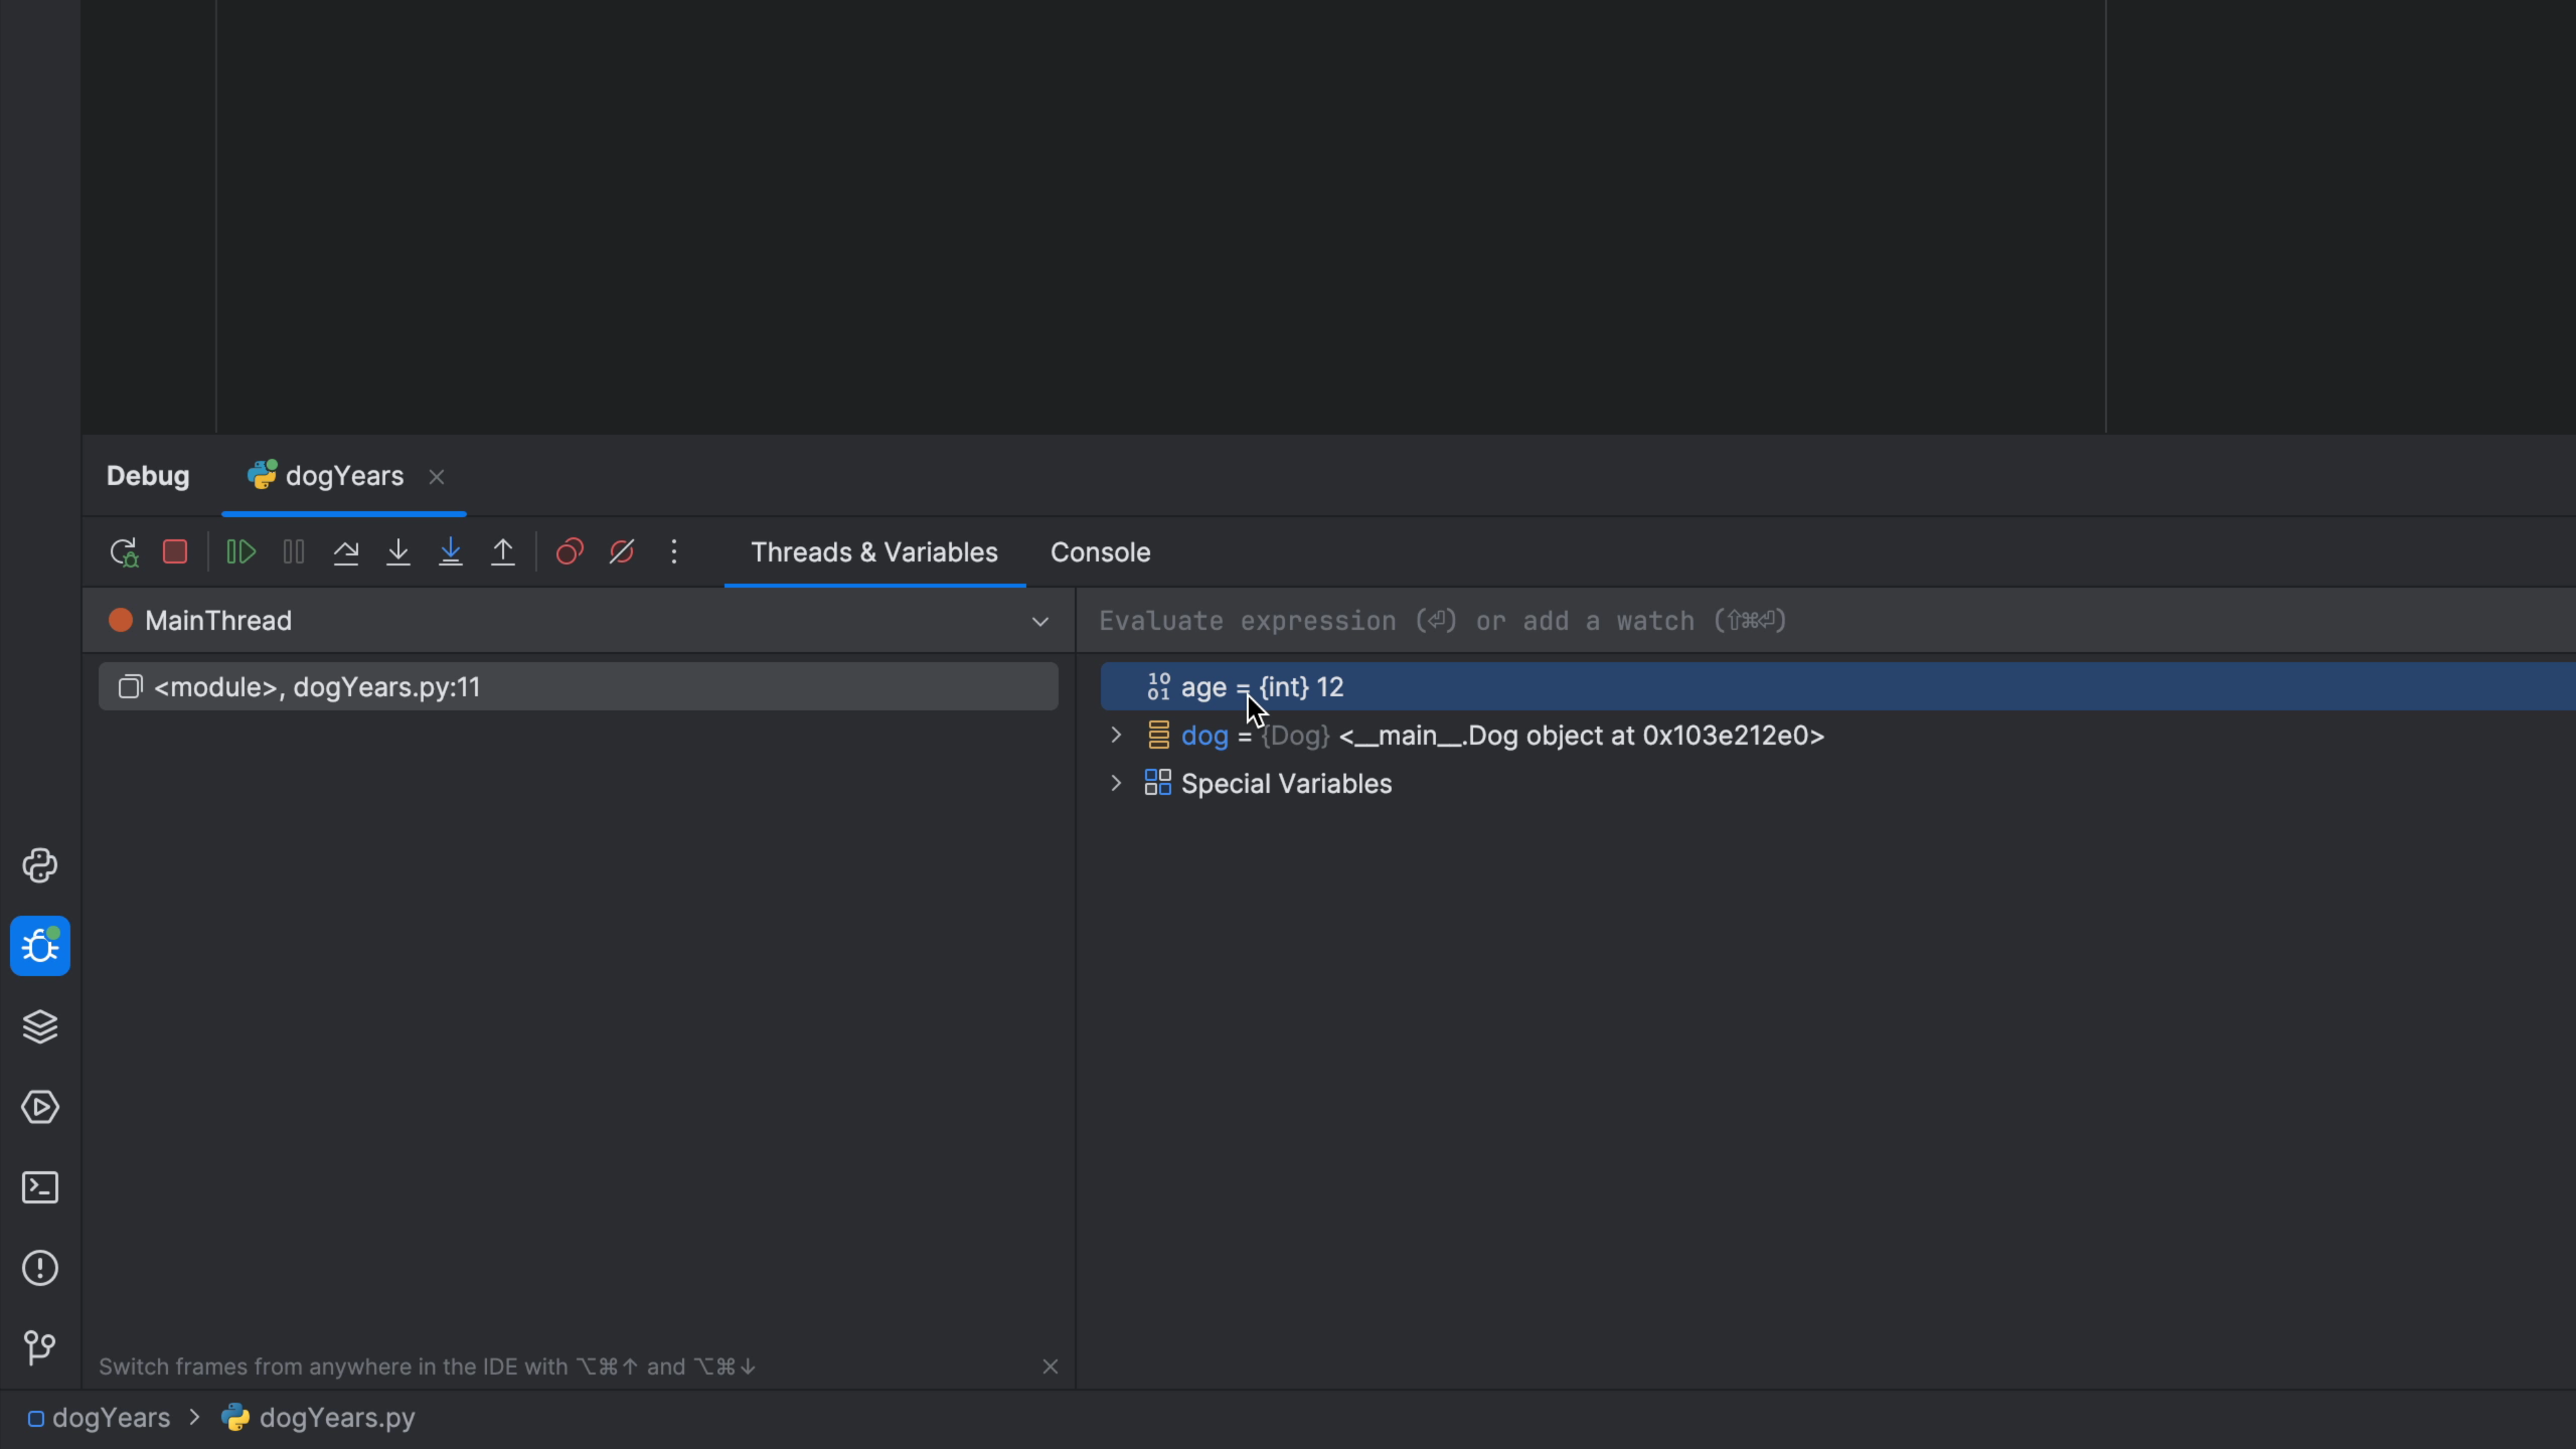 Debug dogYears
Threads & Variables Console
MainThread
Evaluate expression (⏎) or add a watch (⇧⌘⏎)
<module>, dogYears.py:11
age = {int} 12
dog = {Dog} <__main__.Dog object at 0x103e212e0>
Special Variables
Switch frames from anywhere in the IDE with ⌥⌘↑ and ⌥⌘↓
dogYears > dogYears.py